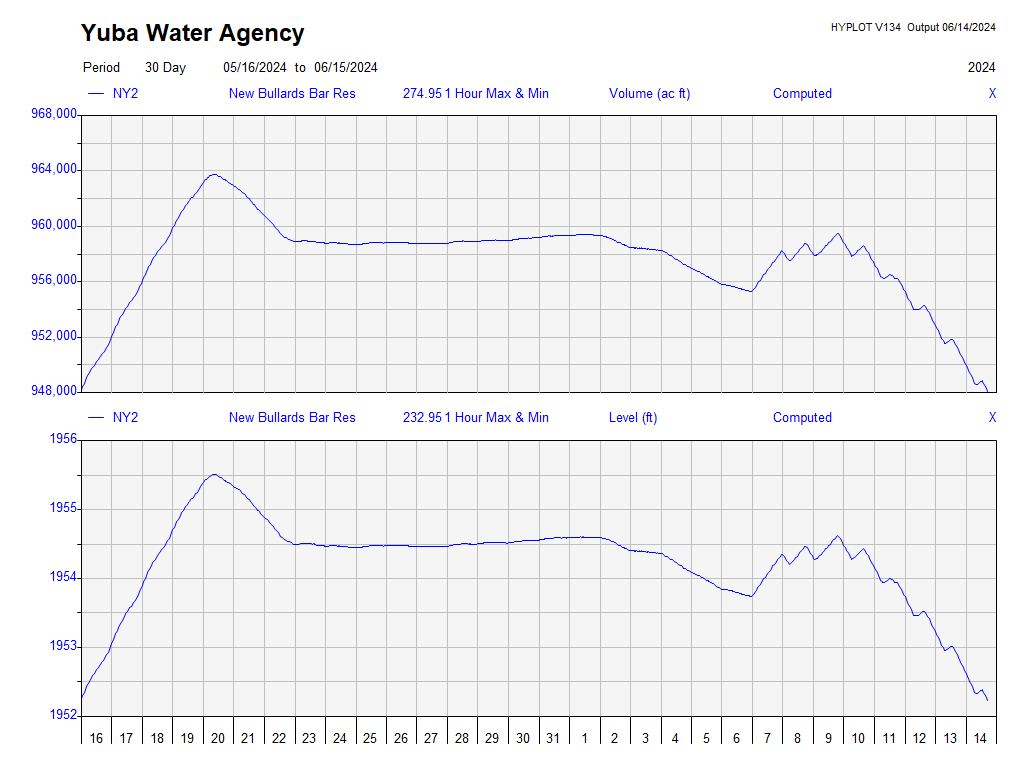 Yuba Water Agency
HYPLOT V134 Output 06/14/2024
Period 30 Day 05/16/2024 to 06/15/2024 2024
NY2 New Bullards Bar Res 274.95 1 Hour Max & Min Volume (ac ft) Computed X
968,000
964,000
960,000
956,000
952,000
948,000
NY2 New Bullards Bar Res 232.95 1 Hour Max & Min Level (ft) Computed X
1956
1955
1954
1953
1952
16 17 18 19 20 21 22 23 24 25 26 27 28 29 30 31 1 2 3 4 5 6 7 8 9 10 11 12 13 14